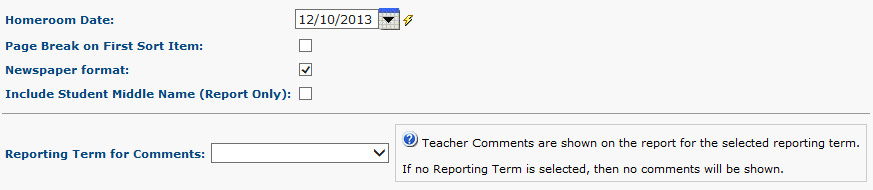 Homeroom Date: 12/10/2013
Page Break on First Sort Item:
Newspaper format:
Include Student Middle Name (Report Only):
Reporting Term for Comments:
Teacher Comments are shown on the report for the selected reporting term.
If no Reporting Term is selected, then no comments will be shown.